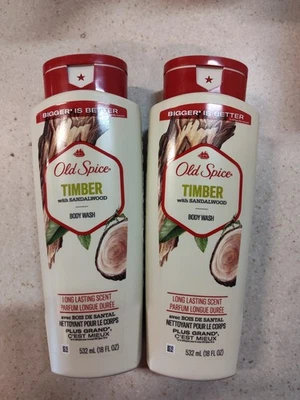 BIGGER* IS BETTER
Old Spice
TIMBER
with SANDALWOOD
BODY WASH
LONG LASTING SCENT
PARFUM LONGUE DURÉE
avec BOIS DE SANTAL
NETTOYANT POUR LE CORPS
PLUS GRAND*,
C'EST MIEUX
532 mL (18 FL OZ)
BIGGER* IS BETTER
Old Spice
TIMBER
with SANDALWOOD
BODY WASH
LONG LASTING SCENT
PARFUM LONGUE DURÉE
avec BOIS DE SANTAL
NETTOYANT POUR LE CORPS
PLUS GRAND*,
C'EST MIEUX
532 mL (18 FL OZ)